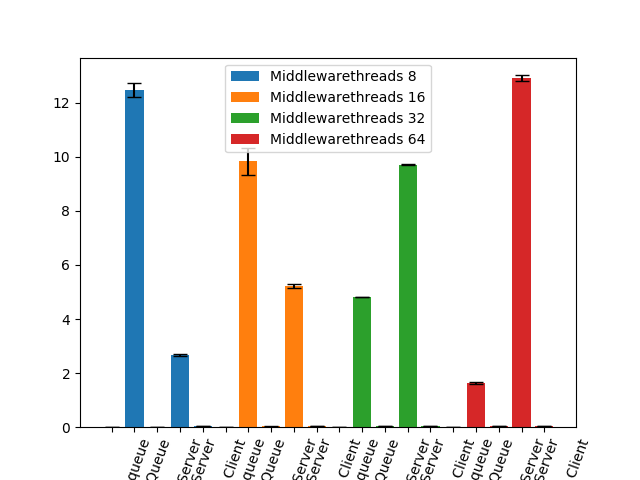 Middlewarethreads 8
Middlewarethreads 16
Middlewarethreads 32
Middlewarethreads 64
12
10
8
6
4
2
0
queue
Queue
Server
Server
Client
queue
Queue
Server
Server
Client
queue
Queue
Server
Server
Client
queue
Queue
Server
Server
Client